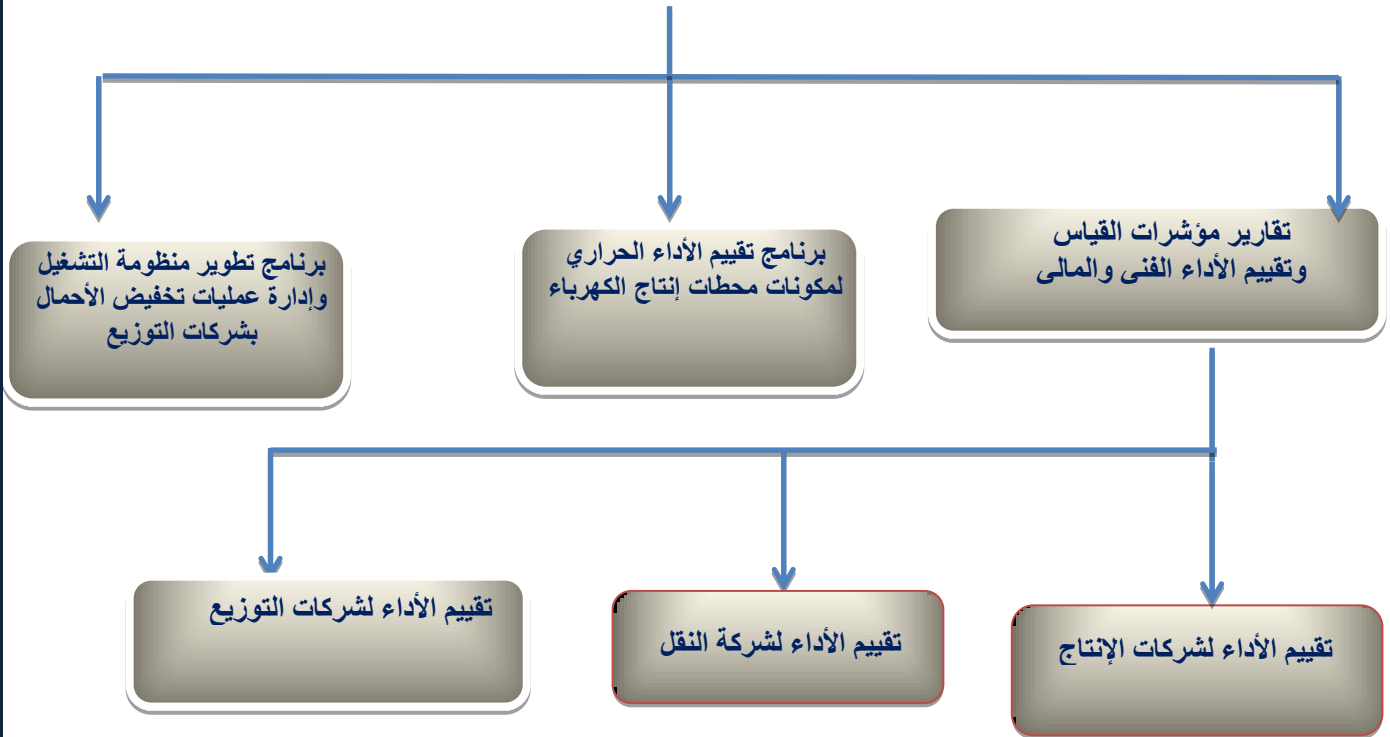 تقارير مؤشرات القياس
وتقييم الأداء الفنى والمالى
برنامج تقييم الأداء الحراري
لمكونات محطات إنتاج الكهرباء
برنامج تطوير منظومة التشغيل
وإدارة عمليات تخفيض الأحمال
بشركات التوزيع
تقييم الأداء لشركات الإنتاج
تقييم الأداء لشركة النقل
تقييم الأداء لشركات التوزيع